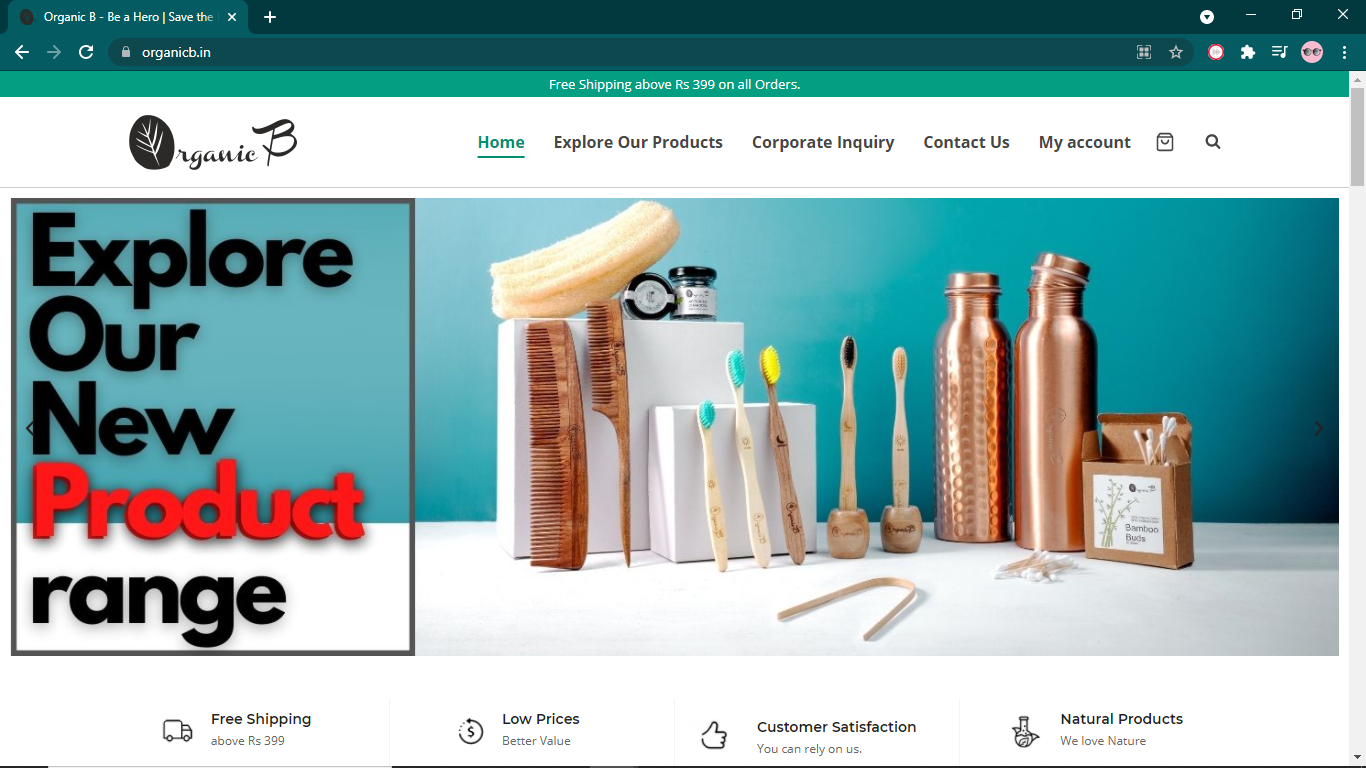 Organic B - Be a Hero | Save the
organicb.in
Free Shipping above Rs 399 on all Orders.
Organic B
Home
Explore Our Products
Corporate Inquiry
Contact Us
My account
Explore
Our
New
Product
range
Organic B
Bamboo
Buds
Free Shipping
above Rs 399
Low Prices
Better Value
Customer Satisfaction
You can rely on us.
Natural Products
We love Nature